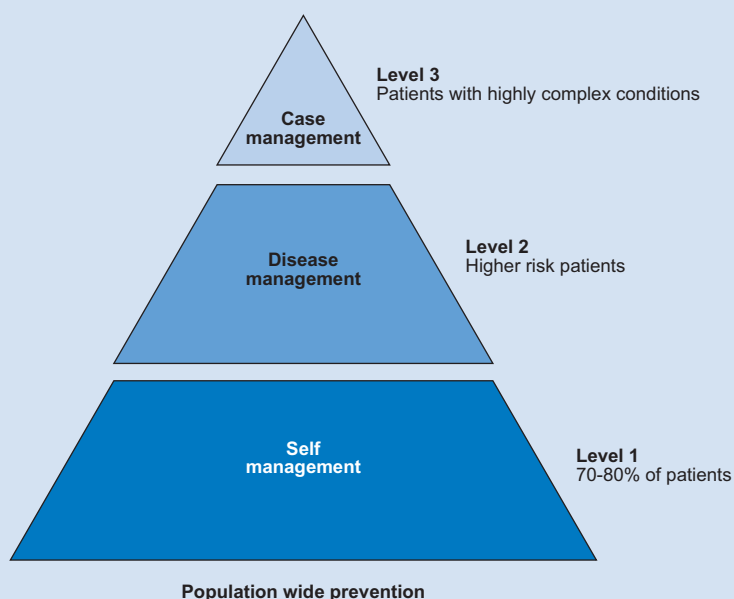 Level 3
Patients with highly complex conditions
Case
management
Level 2
Higher risk patients
Disease
management
Level 1
70-80% of patients
Self
management
Population wide prevention